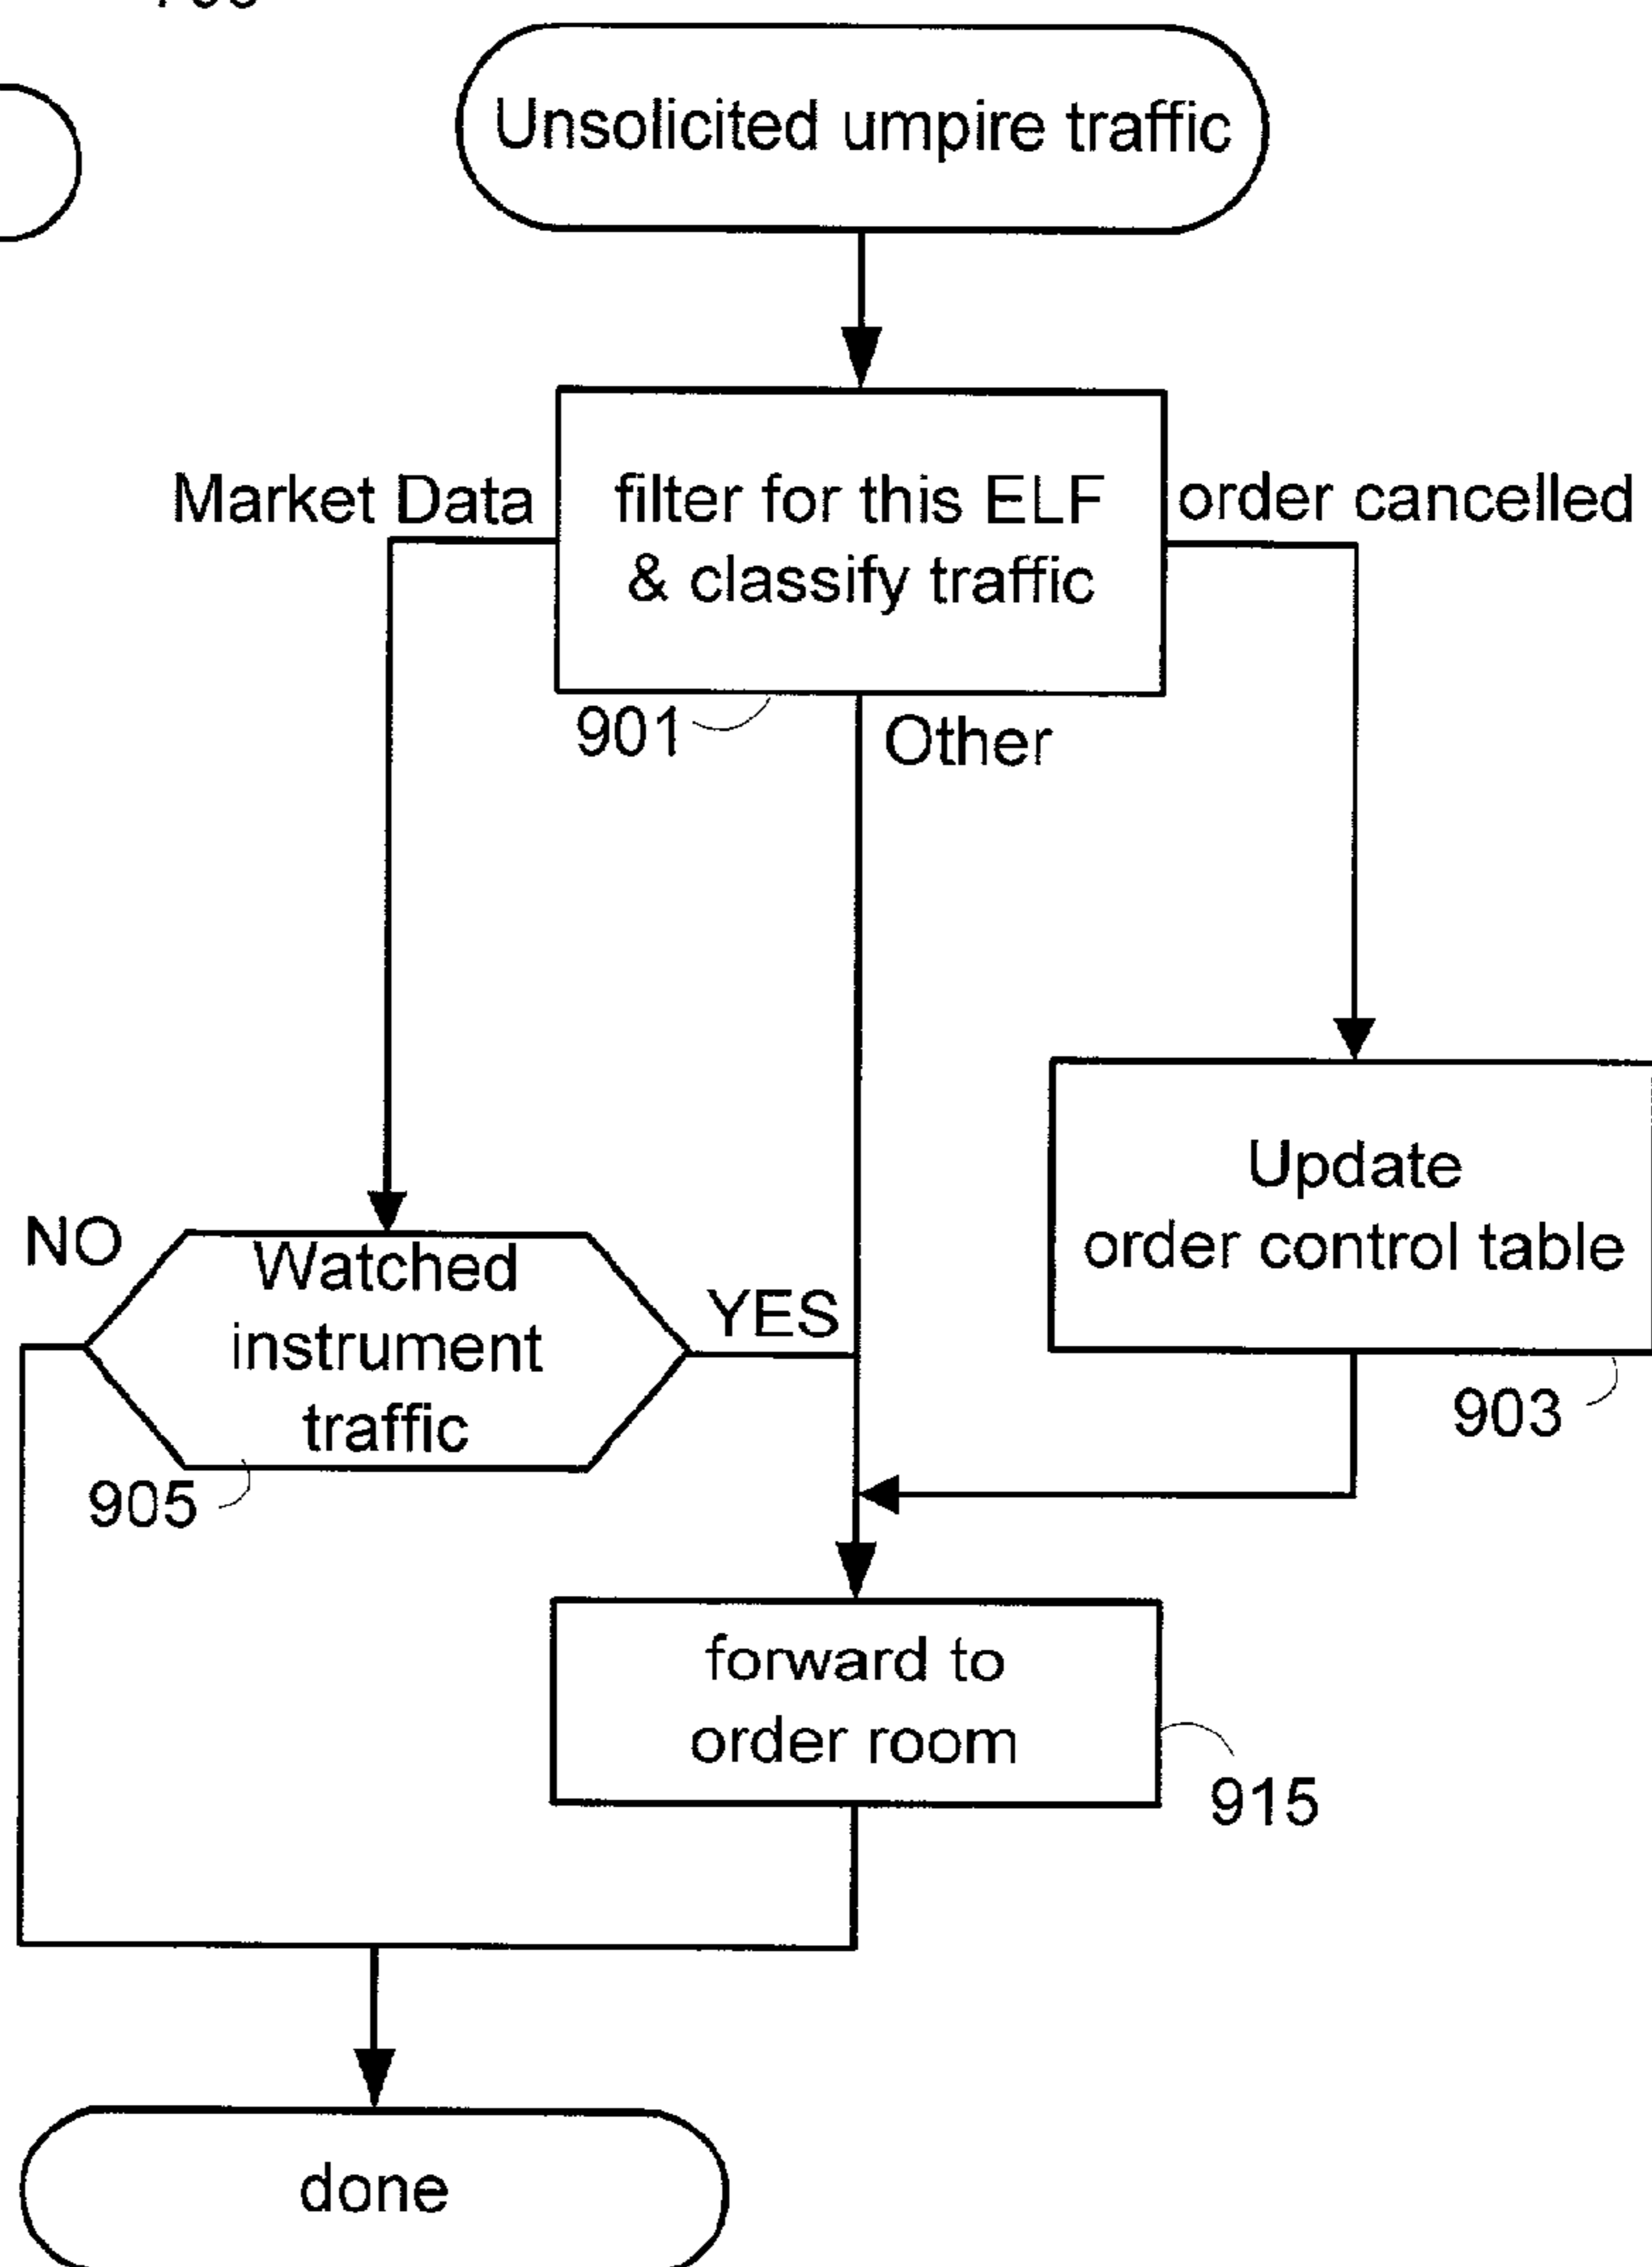 Unsolicited umpire traffic
Market Data
filter for this ELF
& classify traffic
order cancelled
901
Other
Update
order control table
903
NO
Watched
instrument
traffic
YES
905
forward to
order room
915
done